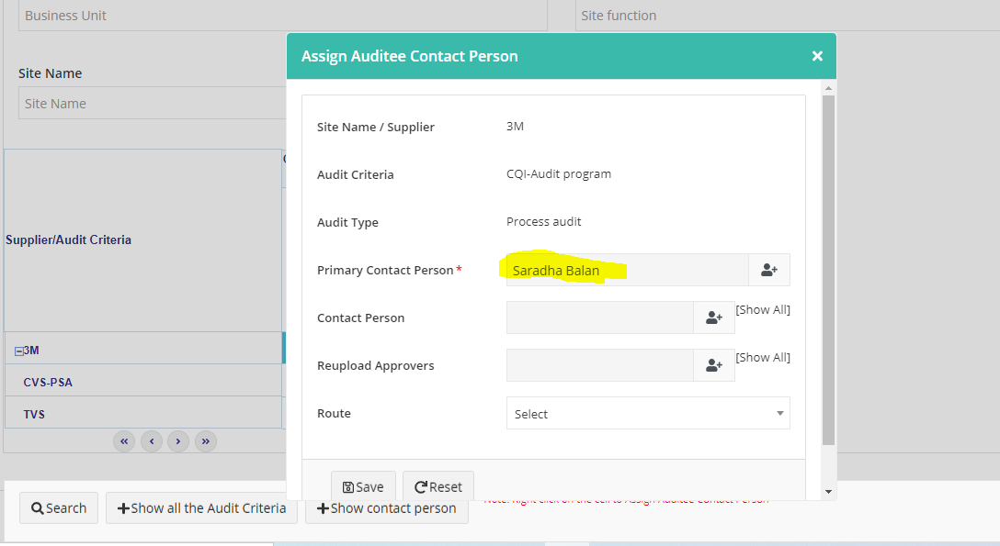 Business Unit
Site function
Assign Auditee Contact Person
Site Name
Site Name
Site Name / Supplier 3M
Audit Criteria CQI-Audit program
Audit Type Process audit
Supplier/Audit Criteria
Primary Contact Person * Saradha Balan
Contact Person [Show All]
3M
Reupload Approvers [Show All]
CVS-PSA
Route Select
TVS
Save Reset
Search Show all the Audit Criteria Show contact person
Note: Right click on the cell to Assign Auditee Contact Person